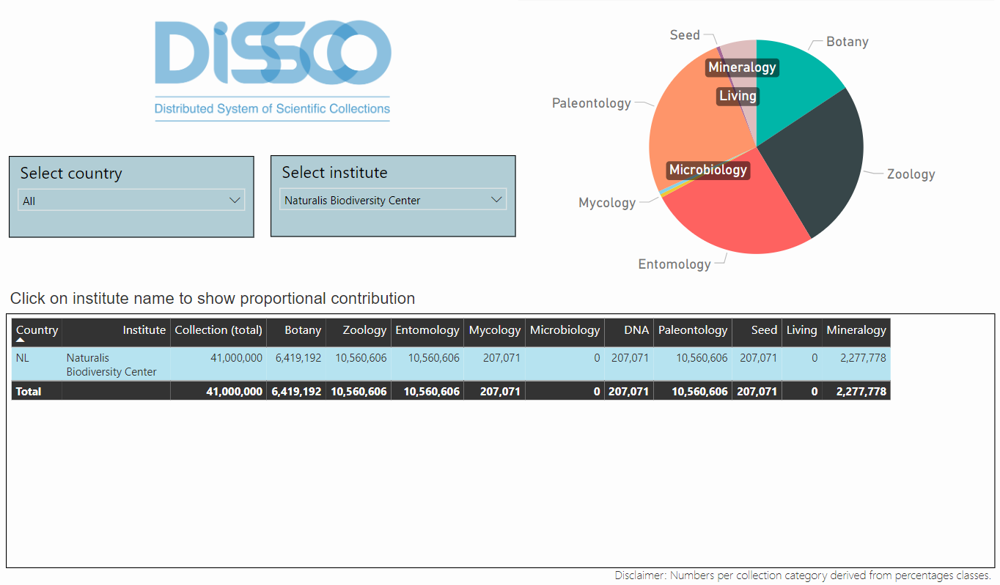 DiSSCo
Distributed System of Scientific Collections
Seed
Botany
Mineralogy
Living
Paleontology
Microbiology
Zoology
Mycology
Entomology
Select country
All
Select institute
Naturalis Biodiversity Center
Click on institute name to show proportional contribution
Country Institute Collection (total) Botany Zoology Entomology Mycology Microbiology DNA Paleontology Seed Living Mineralogy
NL Naturalis 41,000,000 6,419,192 10,560,606 10,560,606 207,071 0 207,071 10,560,606 207,071 0 2,277,778
Biodiversity Center
Total 41,000,000 6,419,192 10,560,606 10,560,606 207,071 0 207,071 10,560,606 207,071 0 2,277,778
Disclaimer: Numbers per collection category derived from percentages classes.